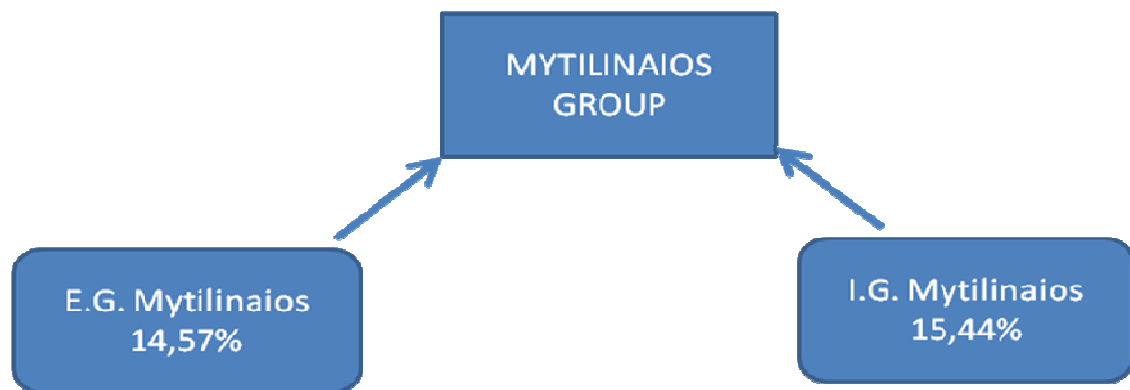 MYTILINAIOS
GROUP
E.G. Mytilinaios
14,57%
I.G. Mytilinaios
15,44%